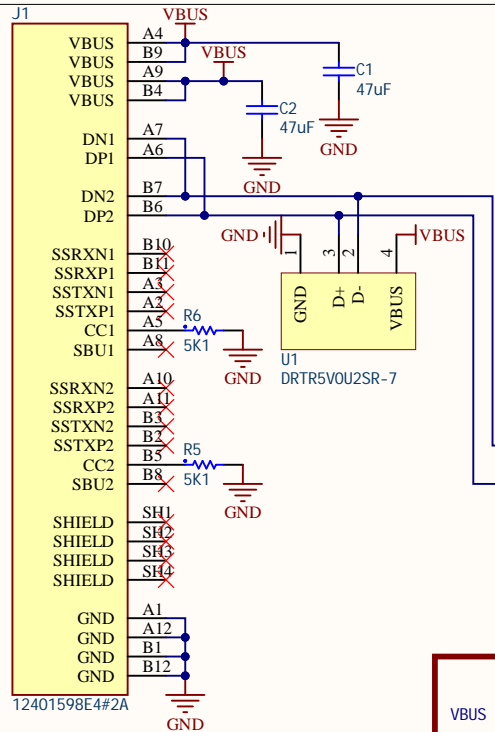 J1
VBUS
VBUS A4
VBUS B9
VBUS A9
VBUS B4
VBUS
C1
47uF
GND
C2
47uF
GND
DN1 A7
DP1 A6
DN2 B7
DP2 B6
GND
VBUS
1 3 2 4
GND D+ D- VBUS
U1
DRTR5V0U2SR-7
SSRXN1 B10
SSRXP1 B11
SSTXN1 A3
SSTXP1 A2
CC1 A5
SBU1 A8
R6
5K1
GND
SSRXN2 A10
SSRXP2 A11
SSTXN2 B3
SSTXP2 B2
CC2 B5
SBU2 B8
R5
5K1
GND
SHIELD SH1
SHIELD SH2
SHIELD SH3
SHIELD SH4
GND A1
GND A12
GND B1
GND B12
12401598E4#2A
GND
VBUS